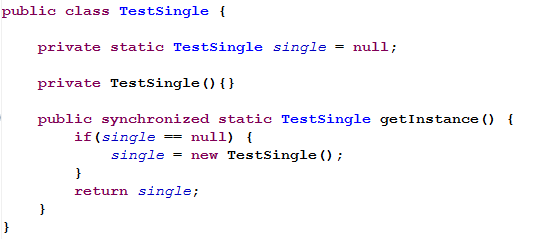 public class TestSingle {
private static TestSingle single = null;
private TestSingle(){}
public synchronized static TestSingle getInstance() {
if(single == null) {
single = new TestSingle();
}
return single;
}
}